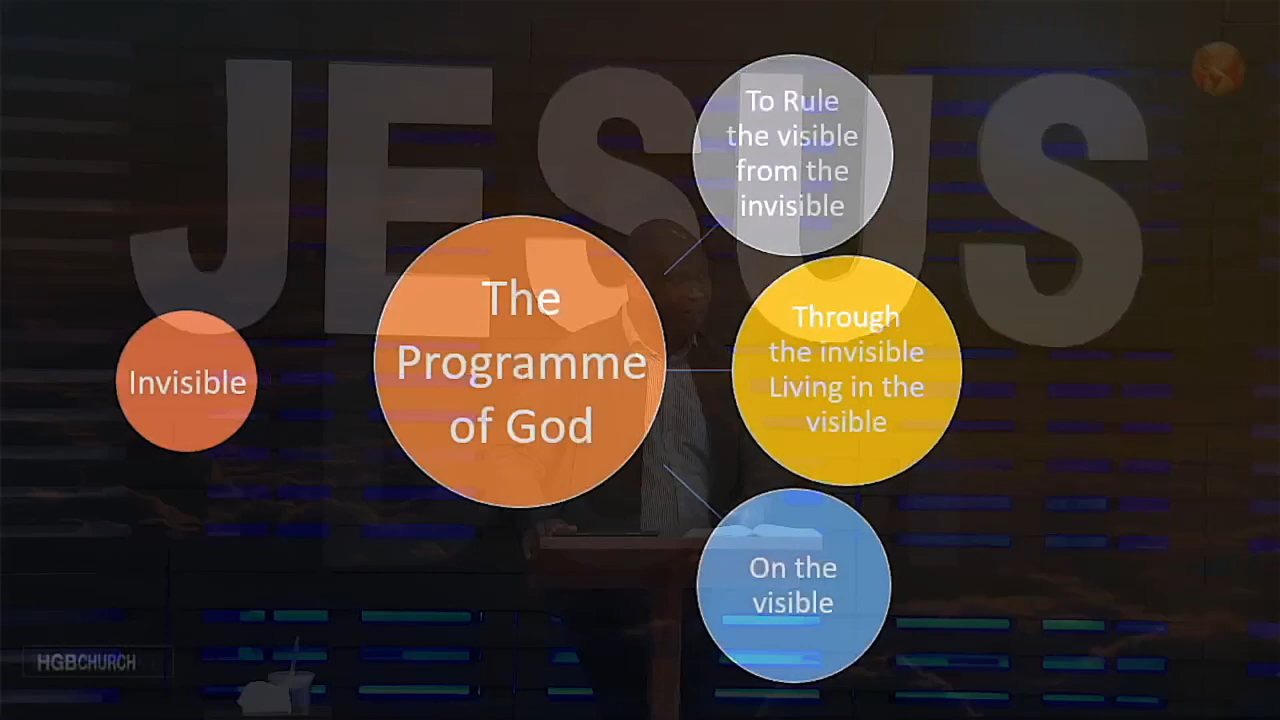 JESUS
To Rule
the visible
from the
invisible
The
Programme
of God
Invisible
Through
the invisible
Living in the
visible
On the
visible
HGBCHURCH